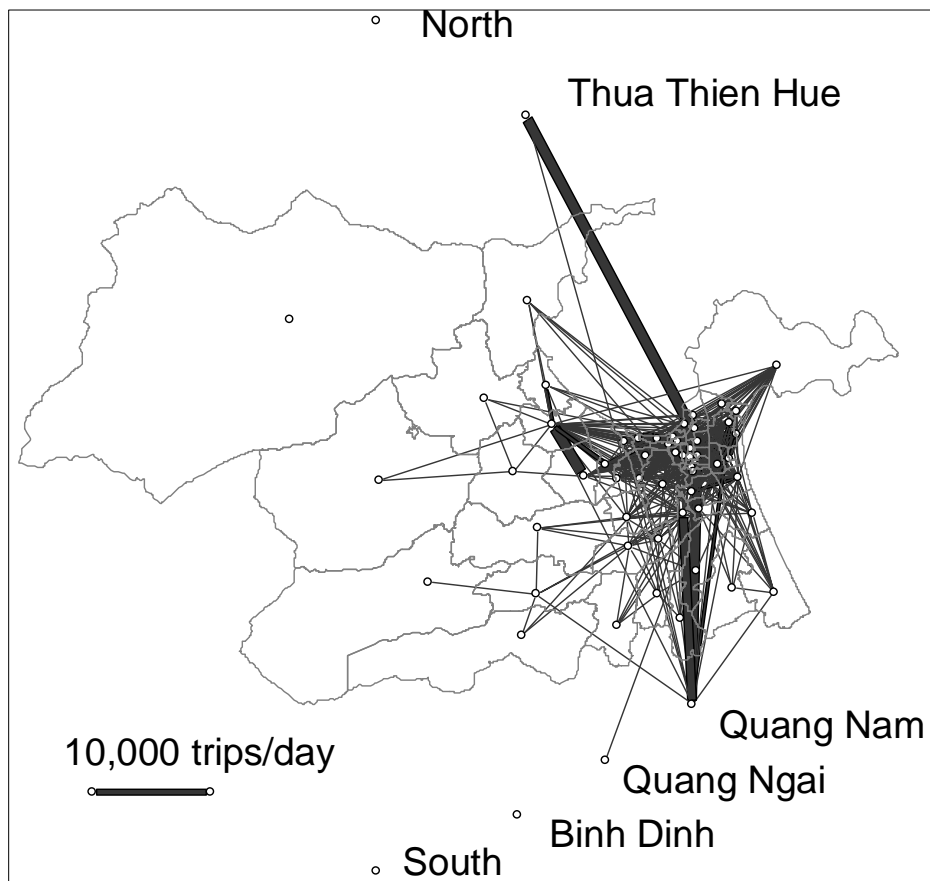 North
Thua Thien Hue
Quang Nam
10,000 trips/day
Quang Ngai
Binh Dinh
South